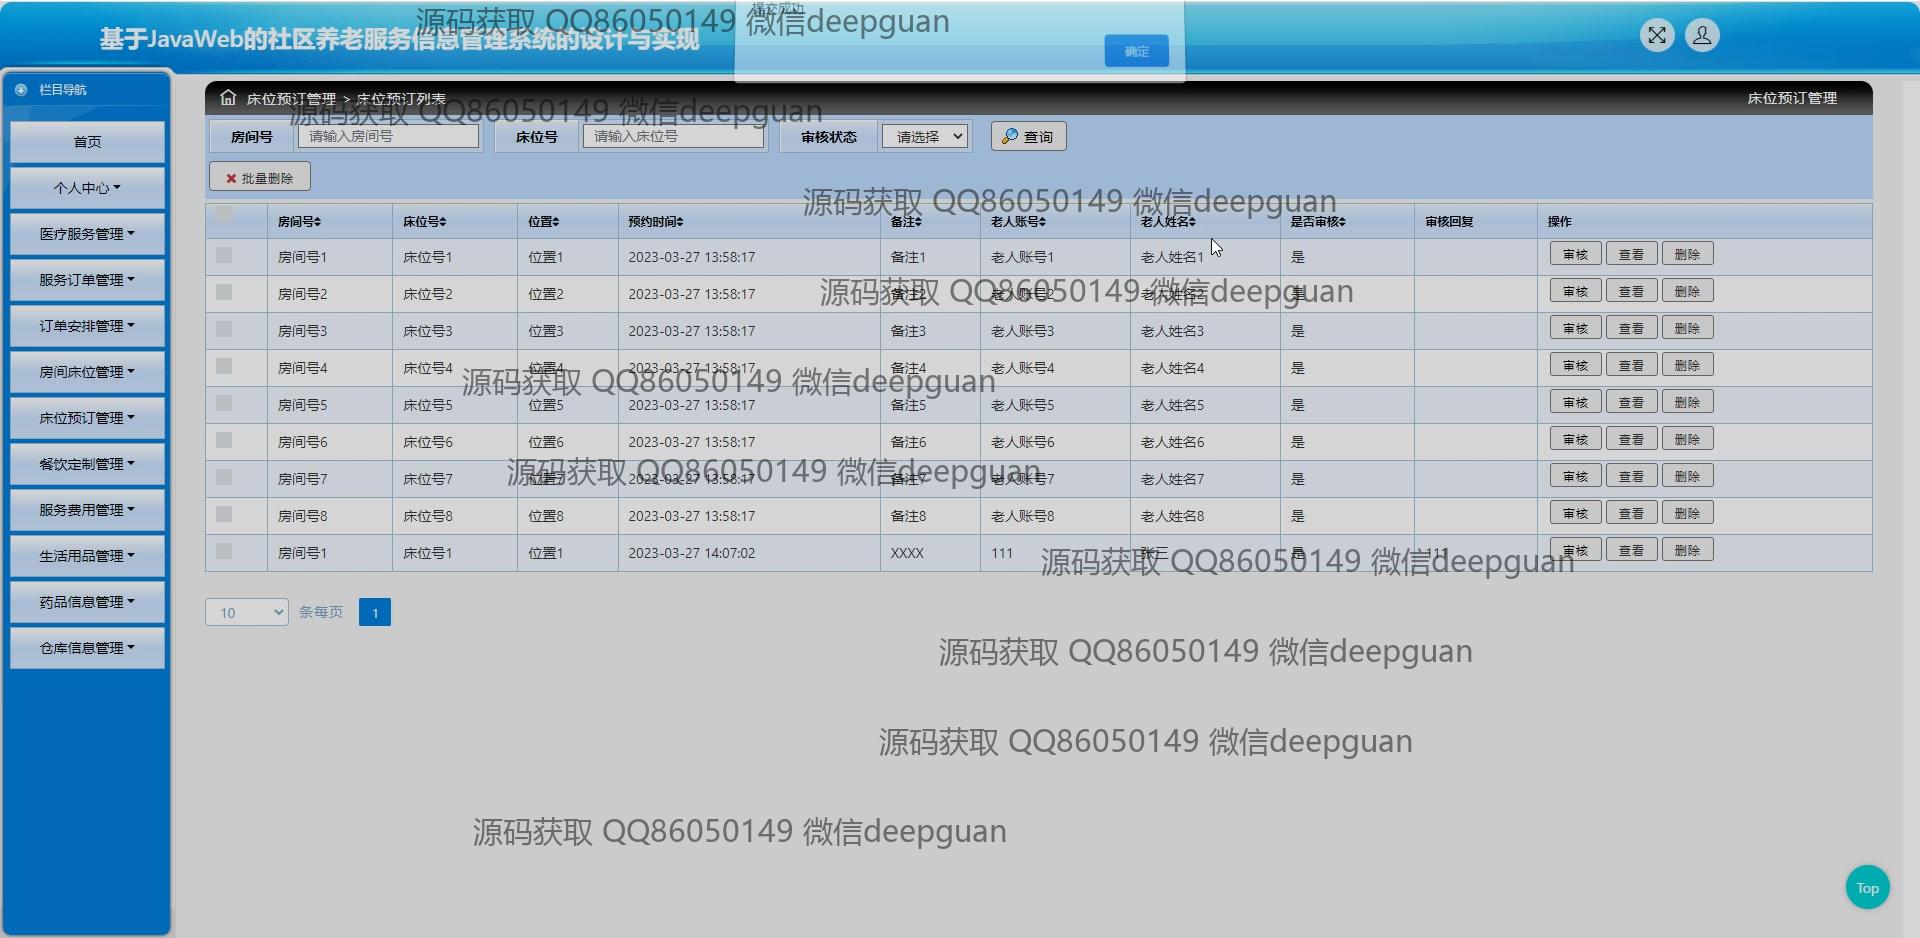 源码获取 QQ86050149 微信deepguan
提交成功
基于JavaWeb的社区养老服务信息管理系统的设计与实现
确定
栏目导航
首页
个人中心
医疗服务管理
服务订单管理
订单安排管理
房间床位管理
床位预订管理
餐饮定制管理
服务费用管理
生活用品管理
药品信息管理
仓库信息管理
床位预订管理 > 床位预订列表
床位预订管理
源码获取 QQ86050149 微信deepguan
房间号 请输入房间号 床位号 请输入床位号 审核状态 请选择 查询
批量删除
源码获取 QQ86050149 微信deepguan
房间号 床位号 位置 预约时间 备注 老人账号 老人姓名 是否审核 审核回复 操作
房间号1 床位号1 位置1 2023-03-27 13:58:17 备注1 老人账号1 老人姓名1 是 审核 查看 删除
房间号2 床位号2 位置2 2023-03-27 13:58:17 备注2 老人账号2 老人姓名2 是 审核 查看 删除
源码获取 QQ86050149 微信deepguan
房间号3 床位号3 位置3 2023-03-27 13:58:17 备注3 老人账号3 老人姓名3 是 审核 查看 删除
房间号4 床位号4 位置4 2023-03-27 13:58:17 备注4 老人账号4 老人姓名4 是 审核 查看 删除
源码获取 QQ86050149 微信deepguan
房间号5 床位号5 位置5 2023-03-27 13:58:17 备注5 老人账号5 老人姓名5 是 审核 查看 删除
房间号6 床位号6 位置6 2023-03-27 13:58:17 备注6 老人账号6 老人姓名6 是 审核 查看 删除
源码获取 QQ86050149 微信deepguan
房间号7 床位号7 位置7 2023-03-27 13:58:17 备注7 老人账号7 老人姓名7 是 审核 查看 删除
房间号8 床位号8 位置8 2023-03-27 13:58:17 备注8 老人账号8 老人姓名8 是 审核 查看 删除
房间号1 床位号1 位置1 2023-03-27 14:07:02 XXXX 111 张三 是 111 审核 查看 删除
源码获取 QQ86050149 微信deepguan
10 条每页 1
源码获取 QQ86050149 微信deepguan
源码获取 QQ86050149 微信deepguan
源码获取 QQ86050149 微信deepguan
Top